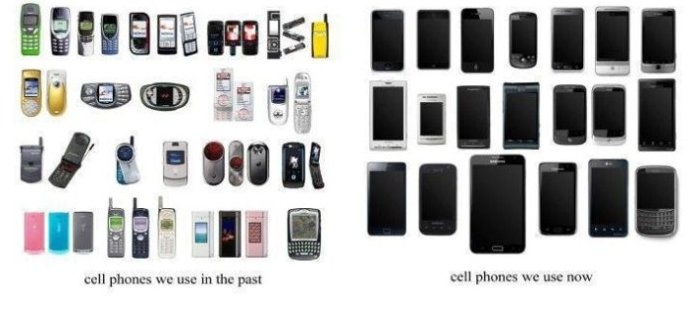 cell phones we use in the past
cell phones we use now